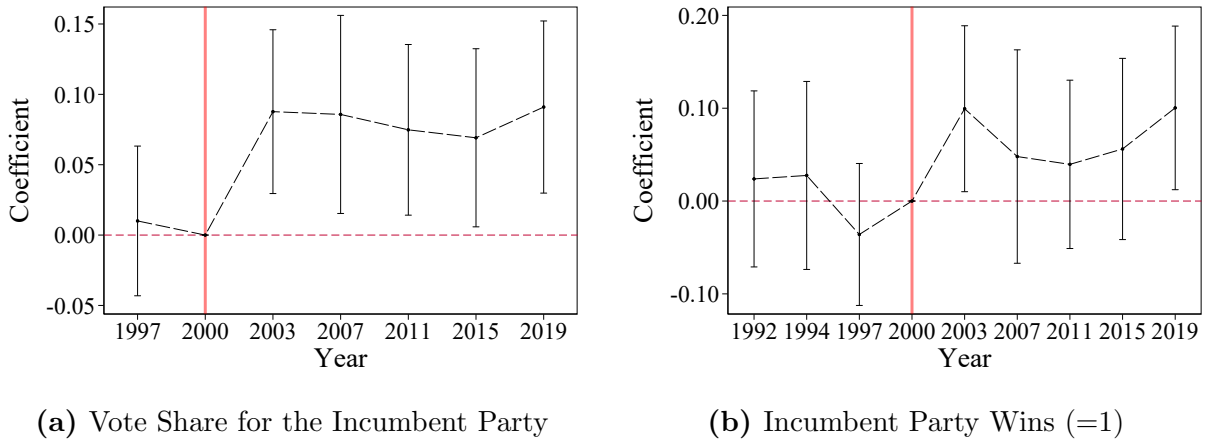 0.15
0.10
0.05
0.00
-0.05
Coefficient
1997 2000 2003 2007 2011 2015 2019
Year
(a) Vote Share for the Incumbent Party
0.20
0.10
0.00
-0.10
Coefficient
1992 1994 1997 2000 2003 2007 2011 2015 2019
Year
(b) Incumbent Party Wins (=1)